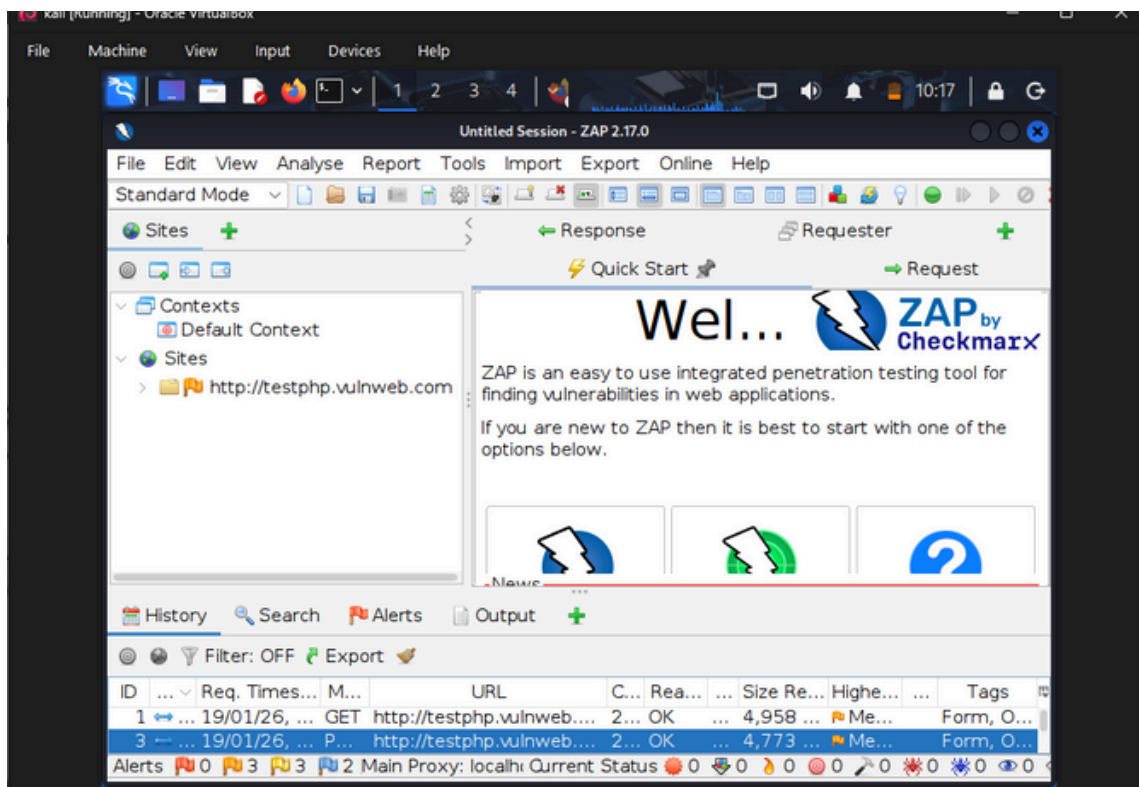 kali [Running] - Oracle VirtualBox
File Machine View Input Devices Help
1 2 3 4 10:17
Untitled Session - ZAP 2.17.0
File Edit View Analyse Report Tools Import Export Online Help
Standard Mode
Sites
Response Requester
Quick Start Request
Contexts
Default Context
Sites
http://testphp.vulnweb.com
Wel... ZAP by
Checkmarx
ZAP is an easy to use integrated penetration testing tool for
finding vulnerabilities in web applications.
If you are new to ZAP then it is best to start with one of the
options below.
News
History Search Alerts Output
Filter: OFF Export
ID ... Req. Times... M... URL C... Rea... ... Size Re... Highe... ... Tags
1 ... 19/01/26, ... GET http://testphp.vulnweb.... 2... OK ... 4,958 ... Me... Form, O...
3 ... 19/01/26, ... P... http://testphp.vulnweb.... 2... OK ... 4,773 ... Me... Form, O...
Alerts 0 3 3 2 Main Proxy: localh Current Status 0 0 0 0 0 0 0 0